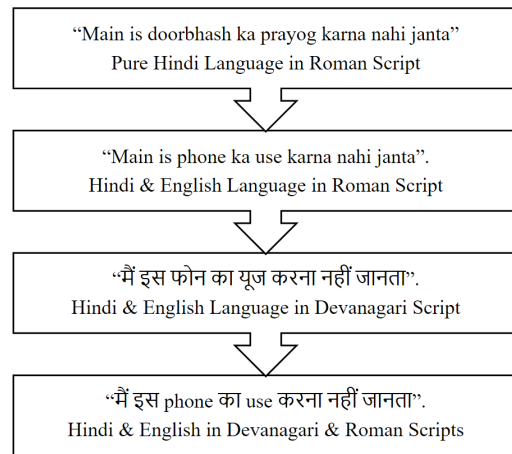 “Main is doorbhash ka prayog karna nahi janta”
Pure Hindi Language in Roman Script
“Main is phone ka use karna nahi janta”.
Hindi & English Language in Roman Script
“मैं इस फोन का यूज करना नहीं जानता”.
Hindi & English Language in Devanagari Script
“मैं इस phone का use करना नहीं जानता”.
Hindi & English in Devanagari & Roman Scripts